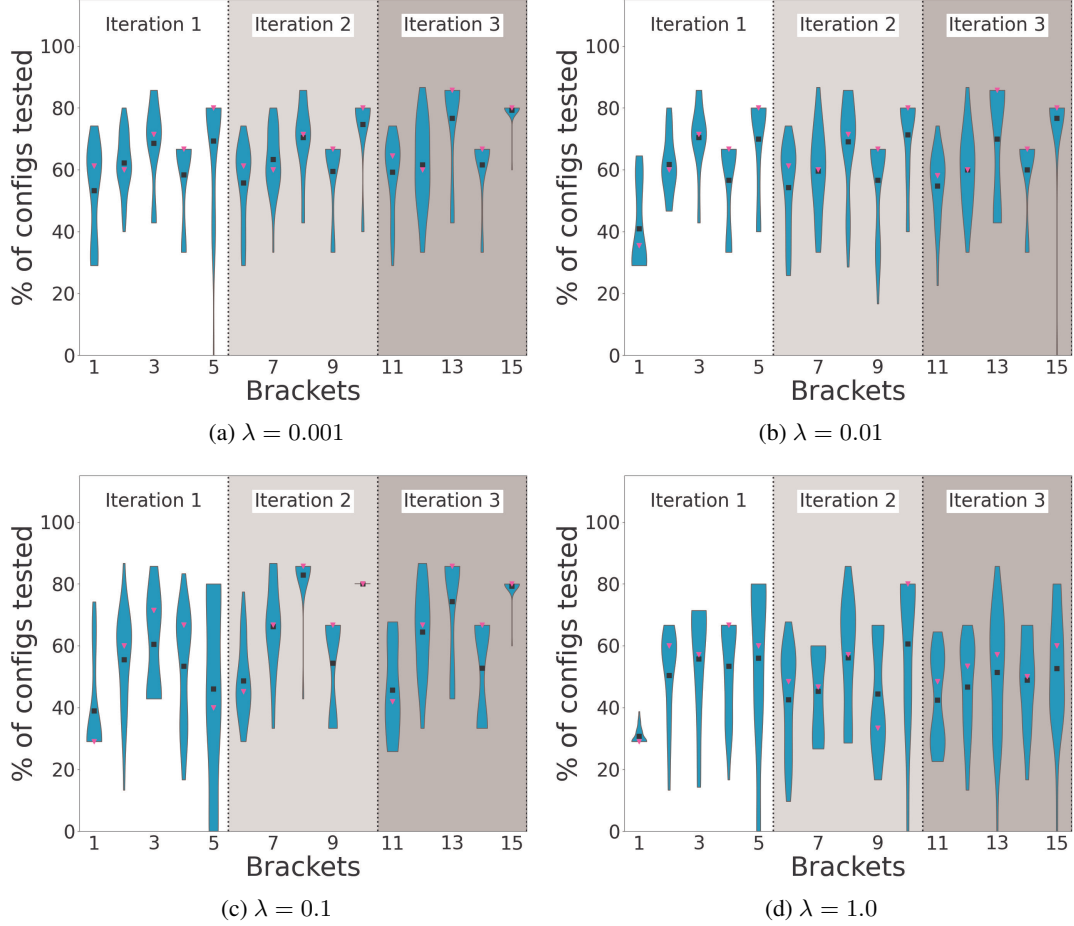 Iteration 1 Iteration 2 Iteration 3
% of configs tested
100
80
60
40
20
0
1 3 5 7 9 11 13 15
Brackets
(a) λ = 0.001
Iteration 1 Iteration 2 Iteration 3
% of configs tested
100
80
60
40
20
0
1 3 5 7 9 11 13 15
Brackets
(b) λ = 0.01
Iteration 1 Iteration 2 Iteration 3
% of configs tested
100
80
60
40
20
0
1 3 5 7 9 11 13 15
Brackets
(c) λ = 0.1
Iteration 1 Iteration 2 Iteration 3
% of configs tested
100
80
60
40
20
0
1 3 5 7 9 11 13 15
Brackets
(d) λ = 1.0